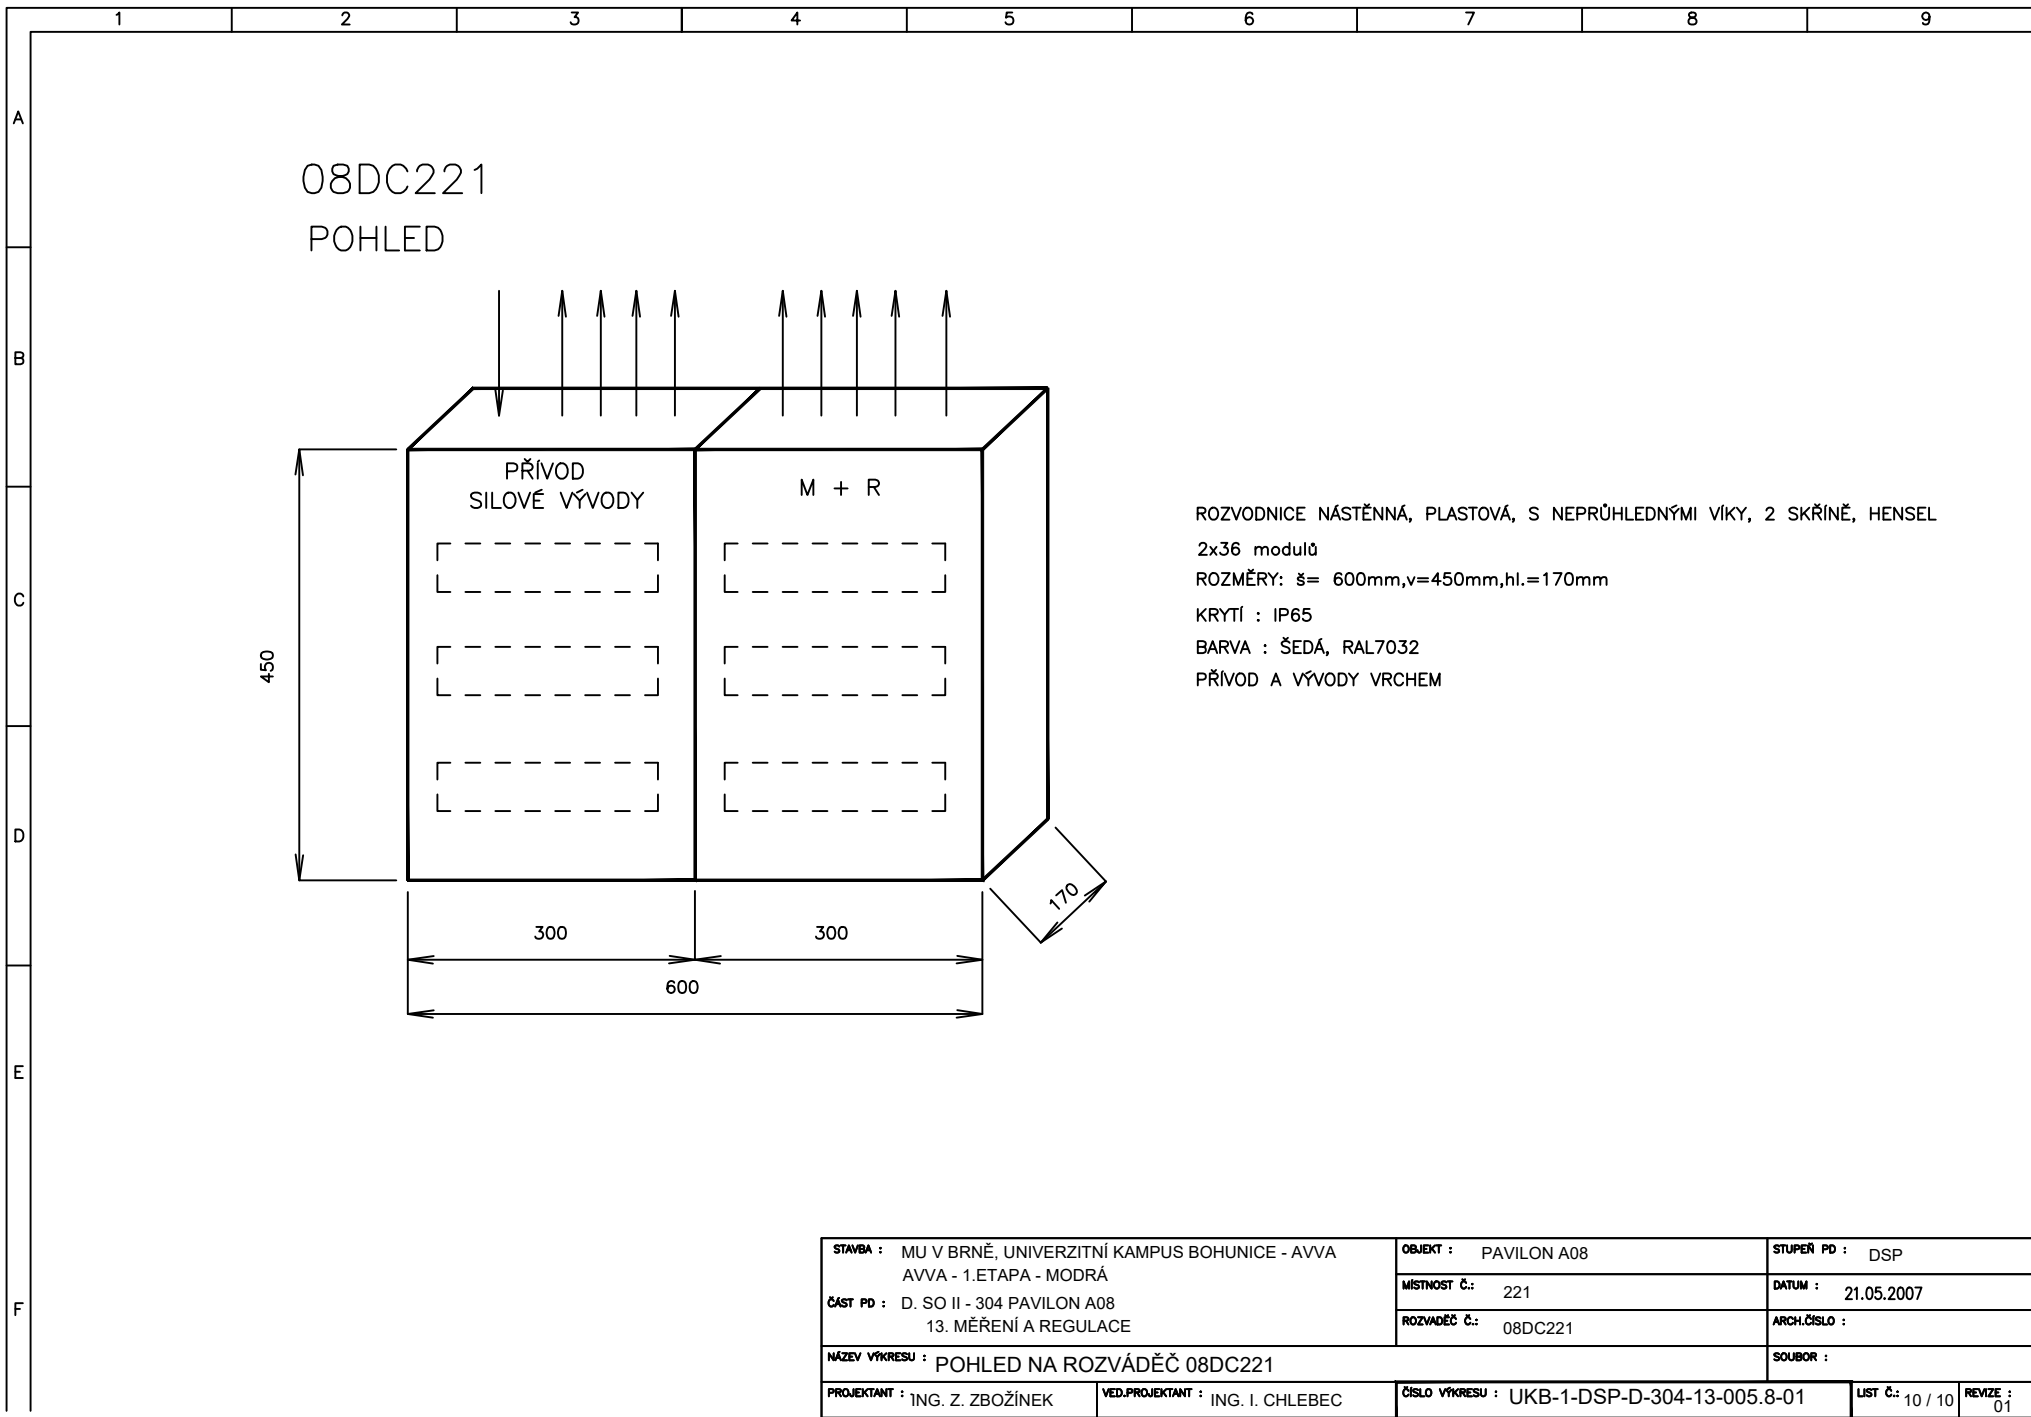 1 2 3 4 5 6 7 8 9
A
B
C
D
E
F
08DC221
POHLED
PŘÍVOD
SILOVÉ VÝVODY
M + R
450
300
300
600
170
ROZVODNICE NÁSTĚNNÁ, PLASTOVÁ, S NEPRŮHLEDNÝMI VÍKY, 2 SKŘÍNĚ, HENSEL
2x36 modulů
ROZMĚRY: š= 600mm,v=450mm,hl.=170mm
KRYTÍ : IP65
BARVA : ŠEDÁ, RAL7032
PŘÍVOD A VÝVODY VRCHEM
STAVBA : MU V BRNĚ, UNIVERZITNÍ KAMPUS BOHUNICE - AVVA
AVVA - 1.ETAPA - MODRÁ
ČÁST PD : D. SO II - 304 PAVILON A08
13. MĚŘENÍ A REGULACE
OBJEKT : PAVILON A08
MÍSTNOST Č.: 221
ROZVADĚČ Č.: 08DC221
STUPEŇ PD : DSP
DATUM : 21.05.2007
ARCH.ČÍSLO :
NÁZEV VÝKRESU : POHLED NA ROZVÁDĚČ 08DC221
SOUBOR :
PROJEKTANT : ING. Z. ZBOŽÍNEK
VED.PROJEKTANT : ING. I. CHLEBEC
ČÍSLO VÝKRESU : UKB-1-DSP-D-304-13-005.8-01
LIST Č.: 10 / 10
REVIZE : 01